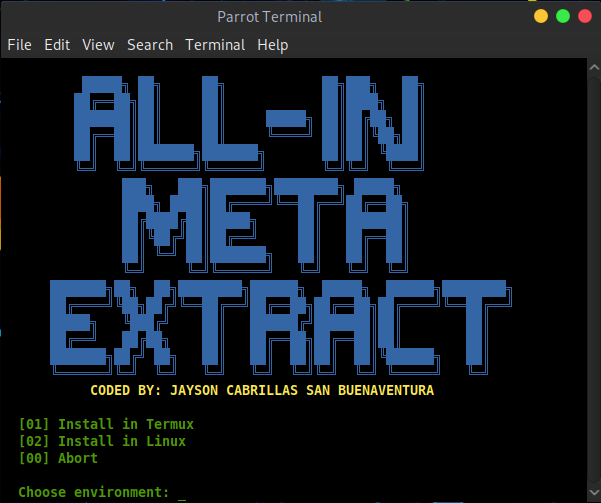 Parrot Terminal
File Edit View Search Terminal Help
ALL-IN
META
EXTRACT
CODED BY: JAYSON CABRILLAS SAN BUENAVENTURA
[01] Install in Termux
[02] Install in Linux
[00] Abort
Choose environment: _